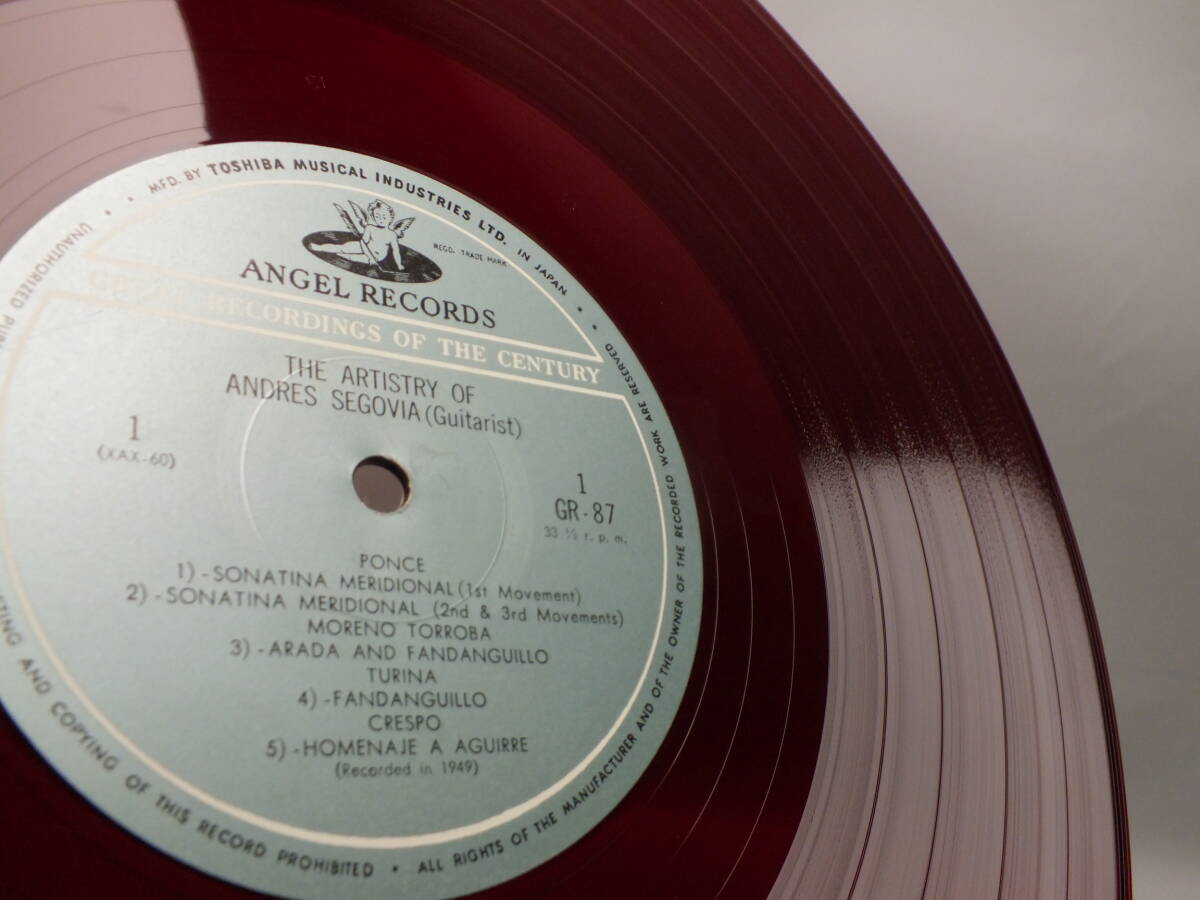 MFD. BY TOSHIBA MUSICAL INDUSTRIES LTD. IN JAPAN
REGD. TRADE MARK
ANGEL RECORDS
RECORDINGS OF THE CENTURY
THE ARTISTRY OF
ANDRES SEGOVIA (Guitarist)
1
(XAX-60)
1
GR-87
33 ⅓ r. p. m.
PONCE
1) - SONATINA MERIDIONAL (1st Movement)
2) - SONATINA MERIDIONAL (2nd & 3rd Movements)
MORENO TORROBA
3) - ARADA AND FANDANGUILLO
TURINA
4) - FANDANGUILLO
CRESPO
5) - HOMENAJE A AGUIRRE
(Recorded in 1949)
ALL RIGHTS OF THE MANUFACTURER AND OF THE OWNER OF THE RECORDED WORK ARE RESERVED
UNAUTHORIZED
AND COPYING OF THIS RECORD PROHIBITED